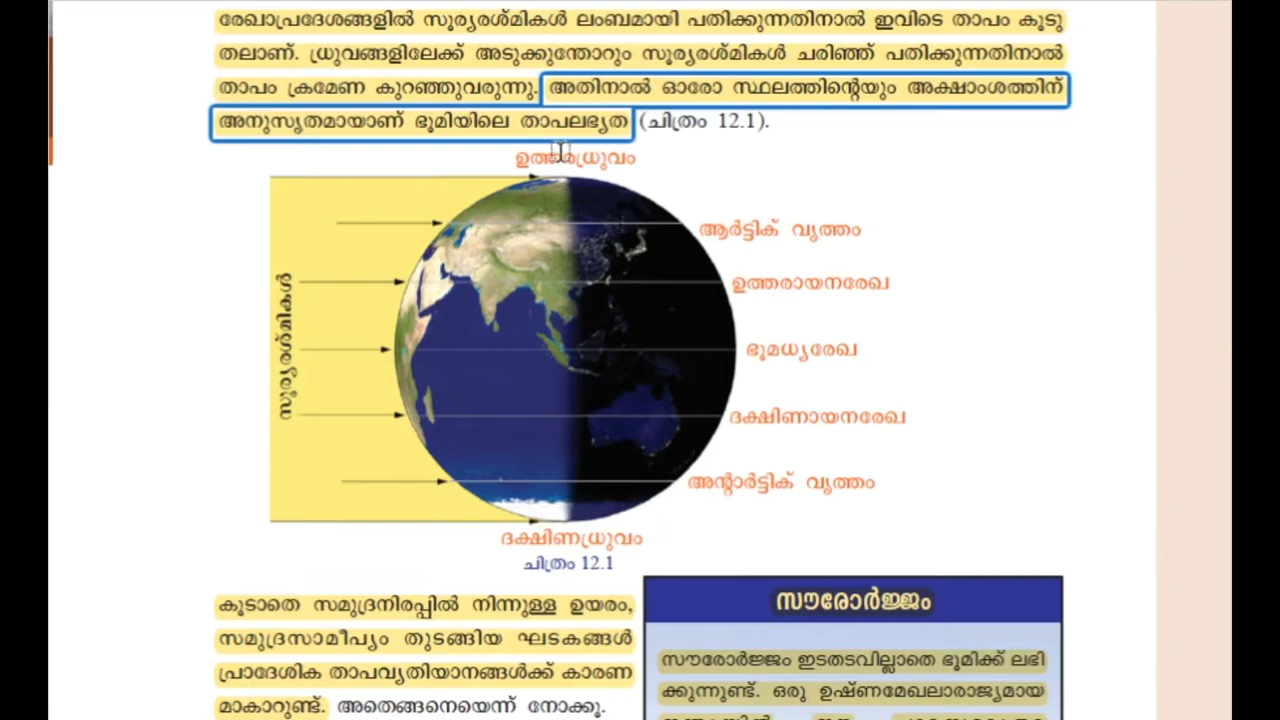 രേഖാപ്രദേശങ്ങളിൽ സൂര്യരശ്മികൾ ലംബമായി പതിക്കുന്നതിനാൽ ഇവിടെ താപം കൂടു
തലാണ്. ധ്രുവങ്ങളിലേക്ക് അടുക്കുന്തോറും സൂര്യരശ്മികൾ ചരിഞ്ഞ് പതിക്കുന്നതിനാൽ
താപം ക്രമേണ കുറഞ്ഞുവരുന്നു. അതിനാൽ ഓരോ സ്ഥലത്തിന്റെയും അക്ഷാംശത്തിന്
അനുസൃതമായാണ് ഭൂമിയിലെ താപലഭ്യത (ചിത്രം 12.1).
ഉത്തരധ്രുവം
ആർട്ടിക് വൃത്തം
ഉത്തരായനരേഖ
സൂര്യരശ്മികൾ
ഭൂമധ്യരേഖ
ദക്ഷിണായനരേഖ
അന്റാർട്ടിക് വൃത്തം
ദക്ഷിണധ്രുവം
ചിത്രം 12.1
കൂടാതെ സമുദ്രനിരപ്പിൽ നിന്നുള്ള ഉയരം,
സമുദ്രസാമീപ്യം തുടങ്ങിയ ഘടകങ്ങൾ
പ്രാദേശിക താപവ്യതിയാനങ്ങൾക്ക് കാരണ
മാകാറുണ്ട്. അതെങ്ങനെയെന്ന് നോക്കൂ.
സൗരോർജ്ജം
സൗരോർജ്ജം ഇടതടവില്ലാതെ ഭൂമിക്ക് ലഭി
ക്കുന്നുണ്ട്. ഒരു ഉഷ്ണമേഖലാരാജ്യമായ